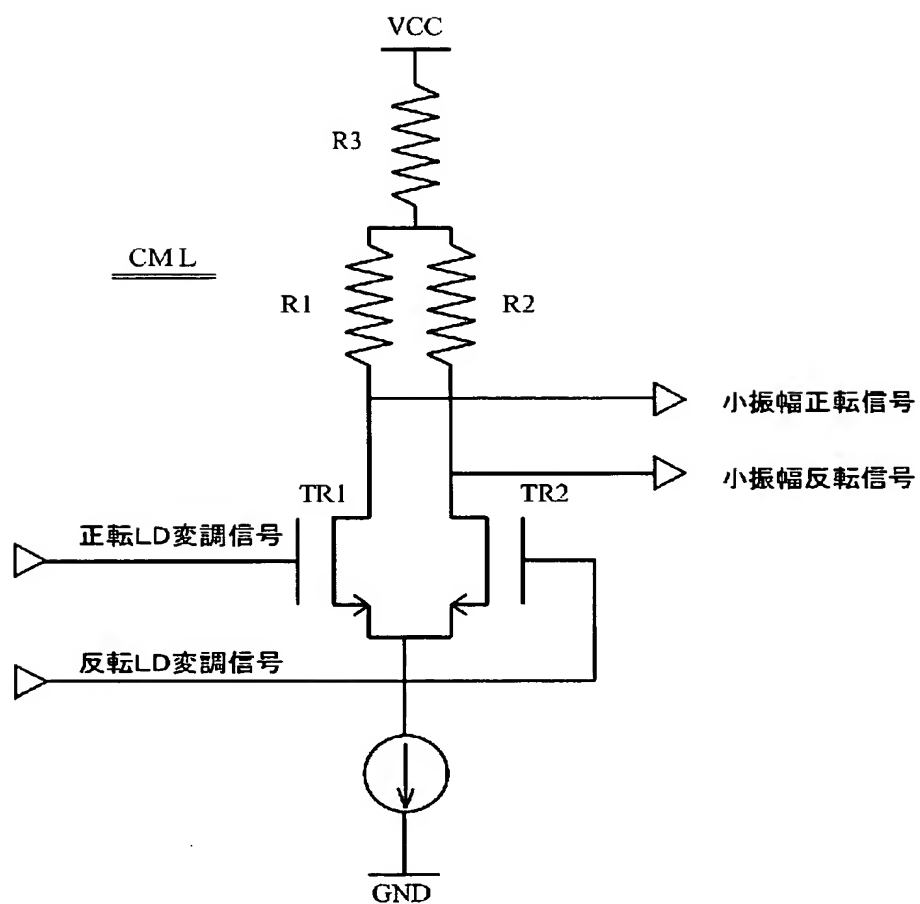 VCC
R3
CML
R1
R2
小振幅正転信号
小振幅反転信号
TR1
TR2
正転LD変調信号
反転LD変調信号
GND